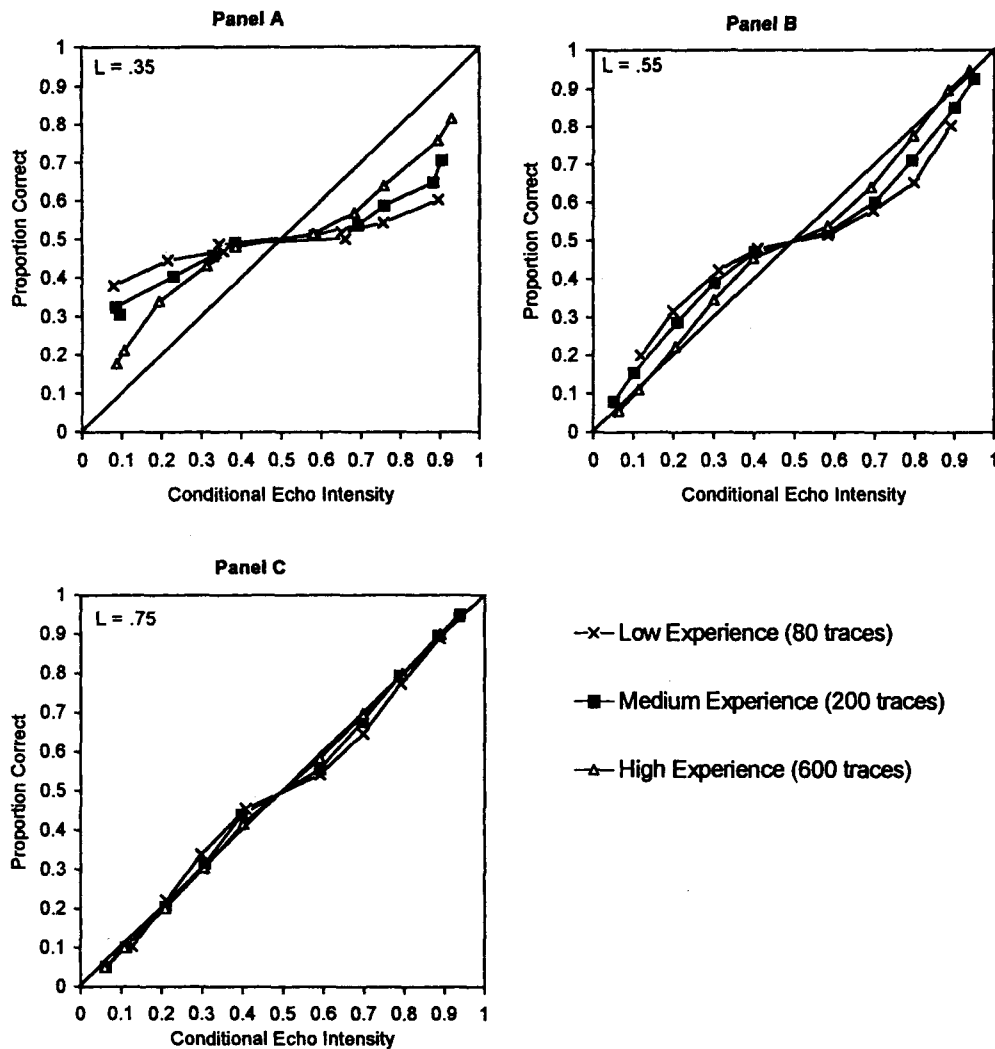 Panel A
L = .35
1
0.9
0.8
0.7
0.6
0.5
0.4
0.3
0.2
0.1
0
Proportion Correct
0 0.1 0.2 0.3 0.4 0.5 0.6 0.7 0.8 0.9 1
Conditional Echo Intensity
Panel B
L = .55
1
0.9
0.8
0.7
0.6
0.5
0.4
0.3
0.2
0.1
0
Proportion Correct
0 0.1 0.2 0.3 0.4 0.5 0.6 0.7 0.8 0.9 1
Conditional Echo Intensity
Panel C
L = .75
1
0.9
0.8
0.7
0.6
0.5
0.4
0.3
0.2
0.1
0
Proportion Correct
0 0.1 0.2 0.3 0.4 0.5 0.6 0.7 0.8 0.9 1
Conditional Echo Intensity
Low Experience (80 traces)
Medium Experience (200 traces)
High Experience (600 traces)